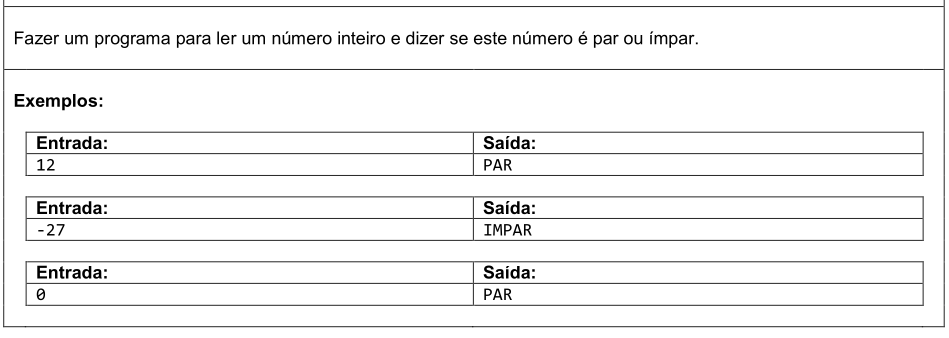 Fazer um programa para ler um número inteiro e dizer se este número é par ou ímpar.
Exemplos:
Entrada: Saída:
12 PAR
Entrada: Saída:
-27 IMPAR
Entrada: Saída:
0 PAR